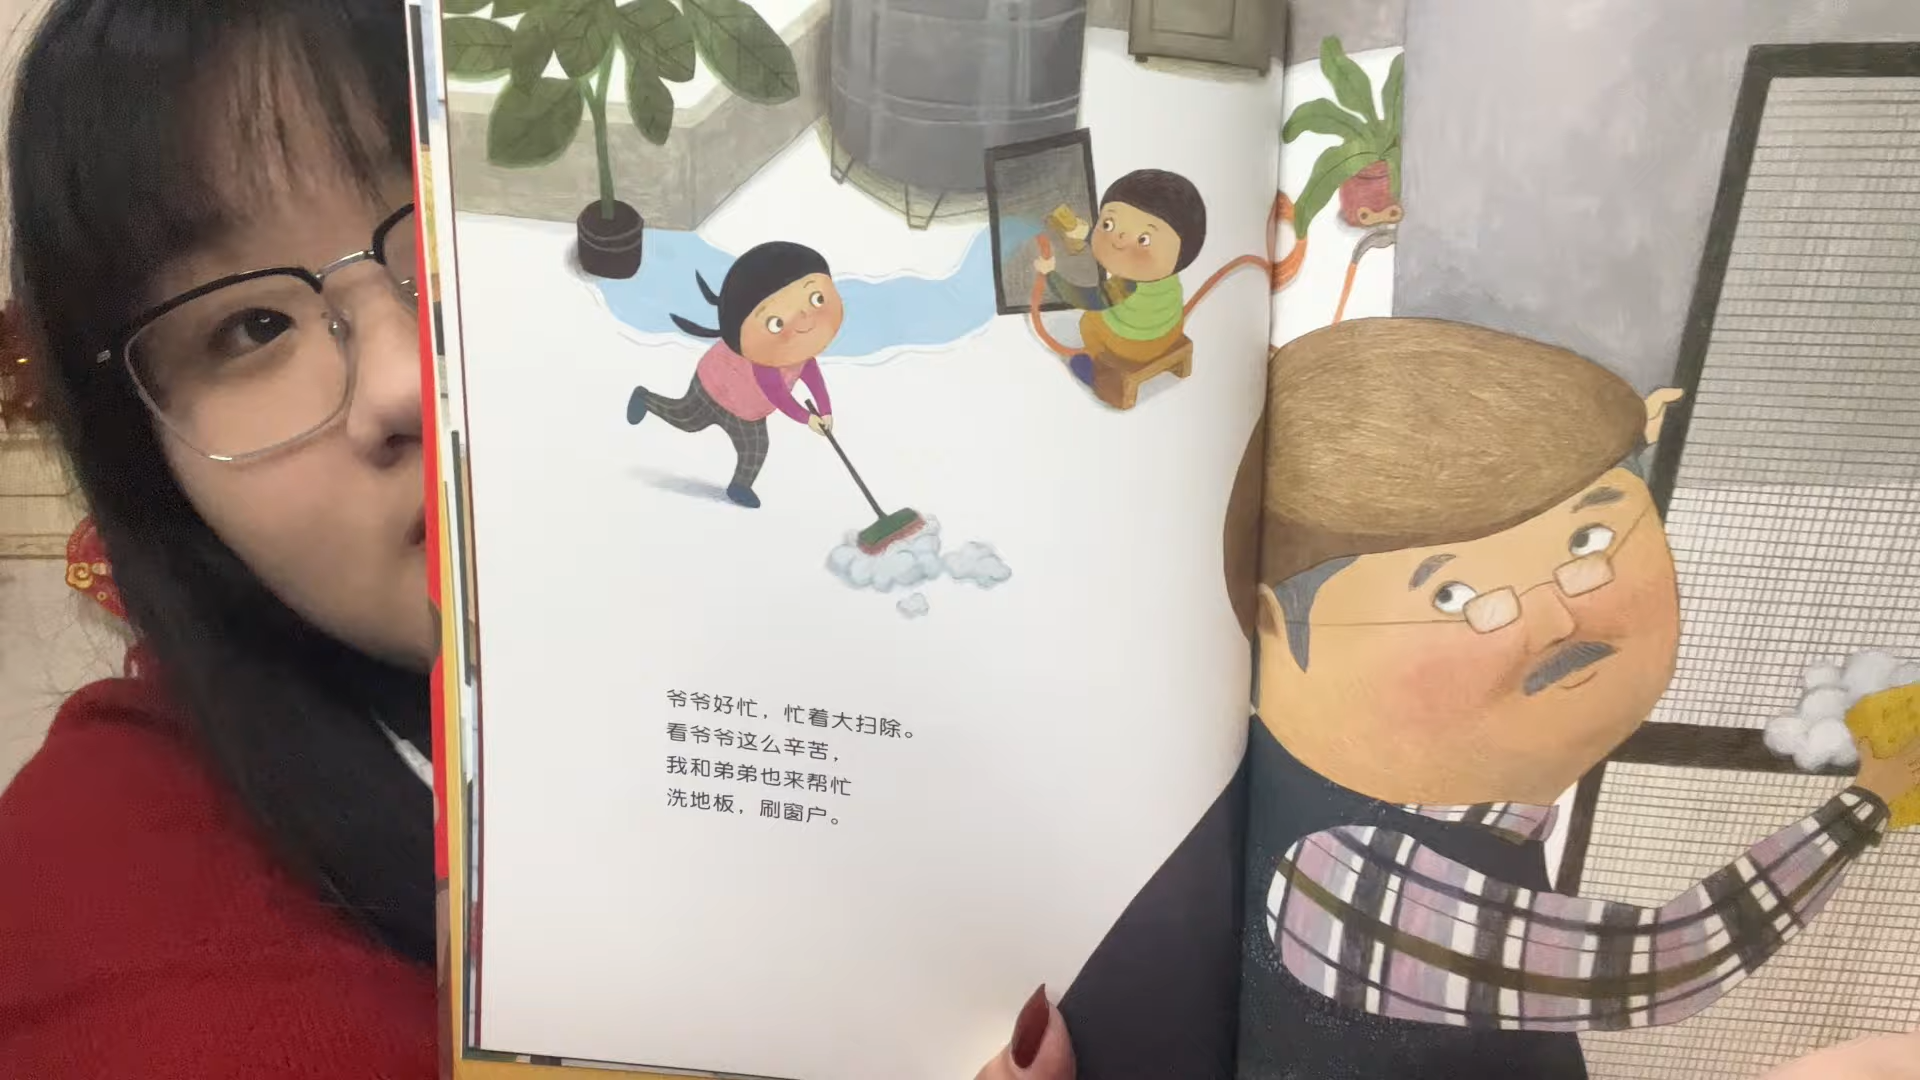 爷爷好忙，忙着大扫除。
看爷爷这么辛苦，
我和弟弟也来帮忙
洗地板，刷窗户。